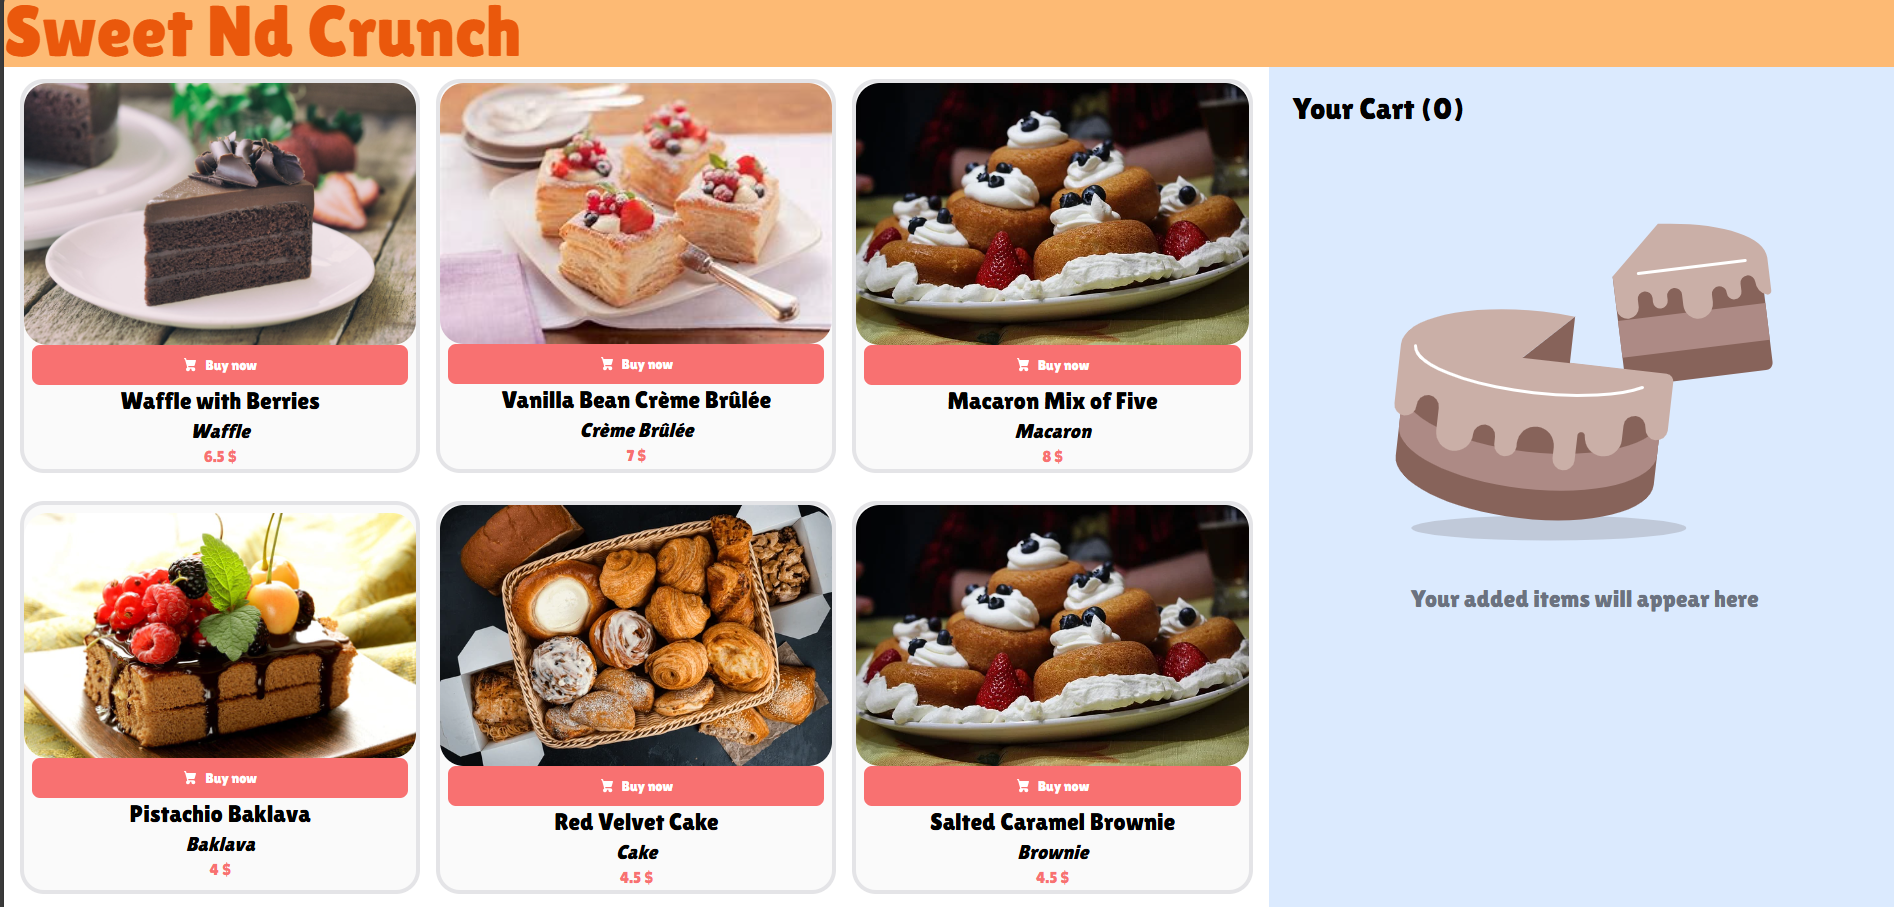 Sweet Nd Crunch
Your Cart (0)
Buy now
Waffle with Berries
Waffle
6.5 $
Buy now
Vanilla Bean Crème Brûlée
Crème Brûlée
7 $
Buy now
Macaron Mix of Five
Macaron
8 $
Buy now
Pistachio Baklava
Baklava
4 $
Buy now
Red Velvet Cake
Cake
4.5 $
Buy now
Salted Caramel Brownie
Brownie
4.5 $
Your added items will appear here